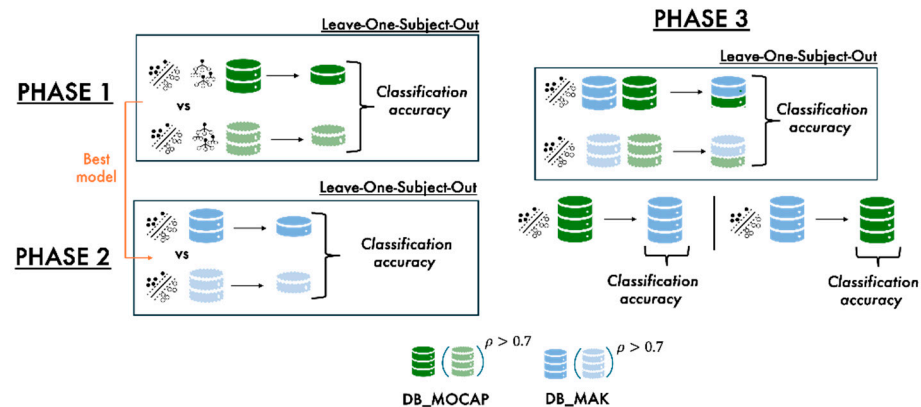 PHASE 1
Leave-One-Subject-Out
vs
Classification
accuracy
Best
model
PHASE 2
Leave-One-Subject-Out
vs
Classification
accuracy
PHASE 3
Leave-One-Subject-Out
Classification
accuracy
Classification
accuracy
Classification
accuracy
ρ > 0.7
DB_MOCAP
ρ > 0.7
DB_MAK